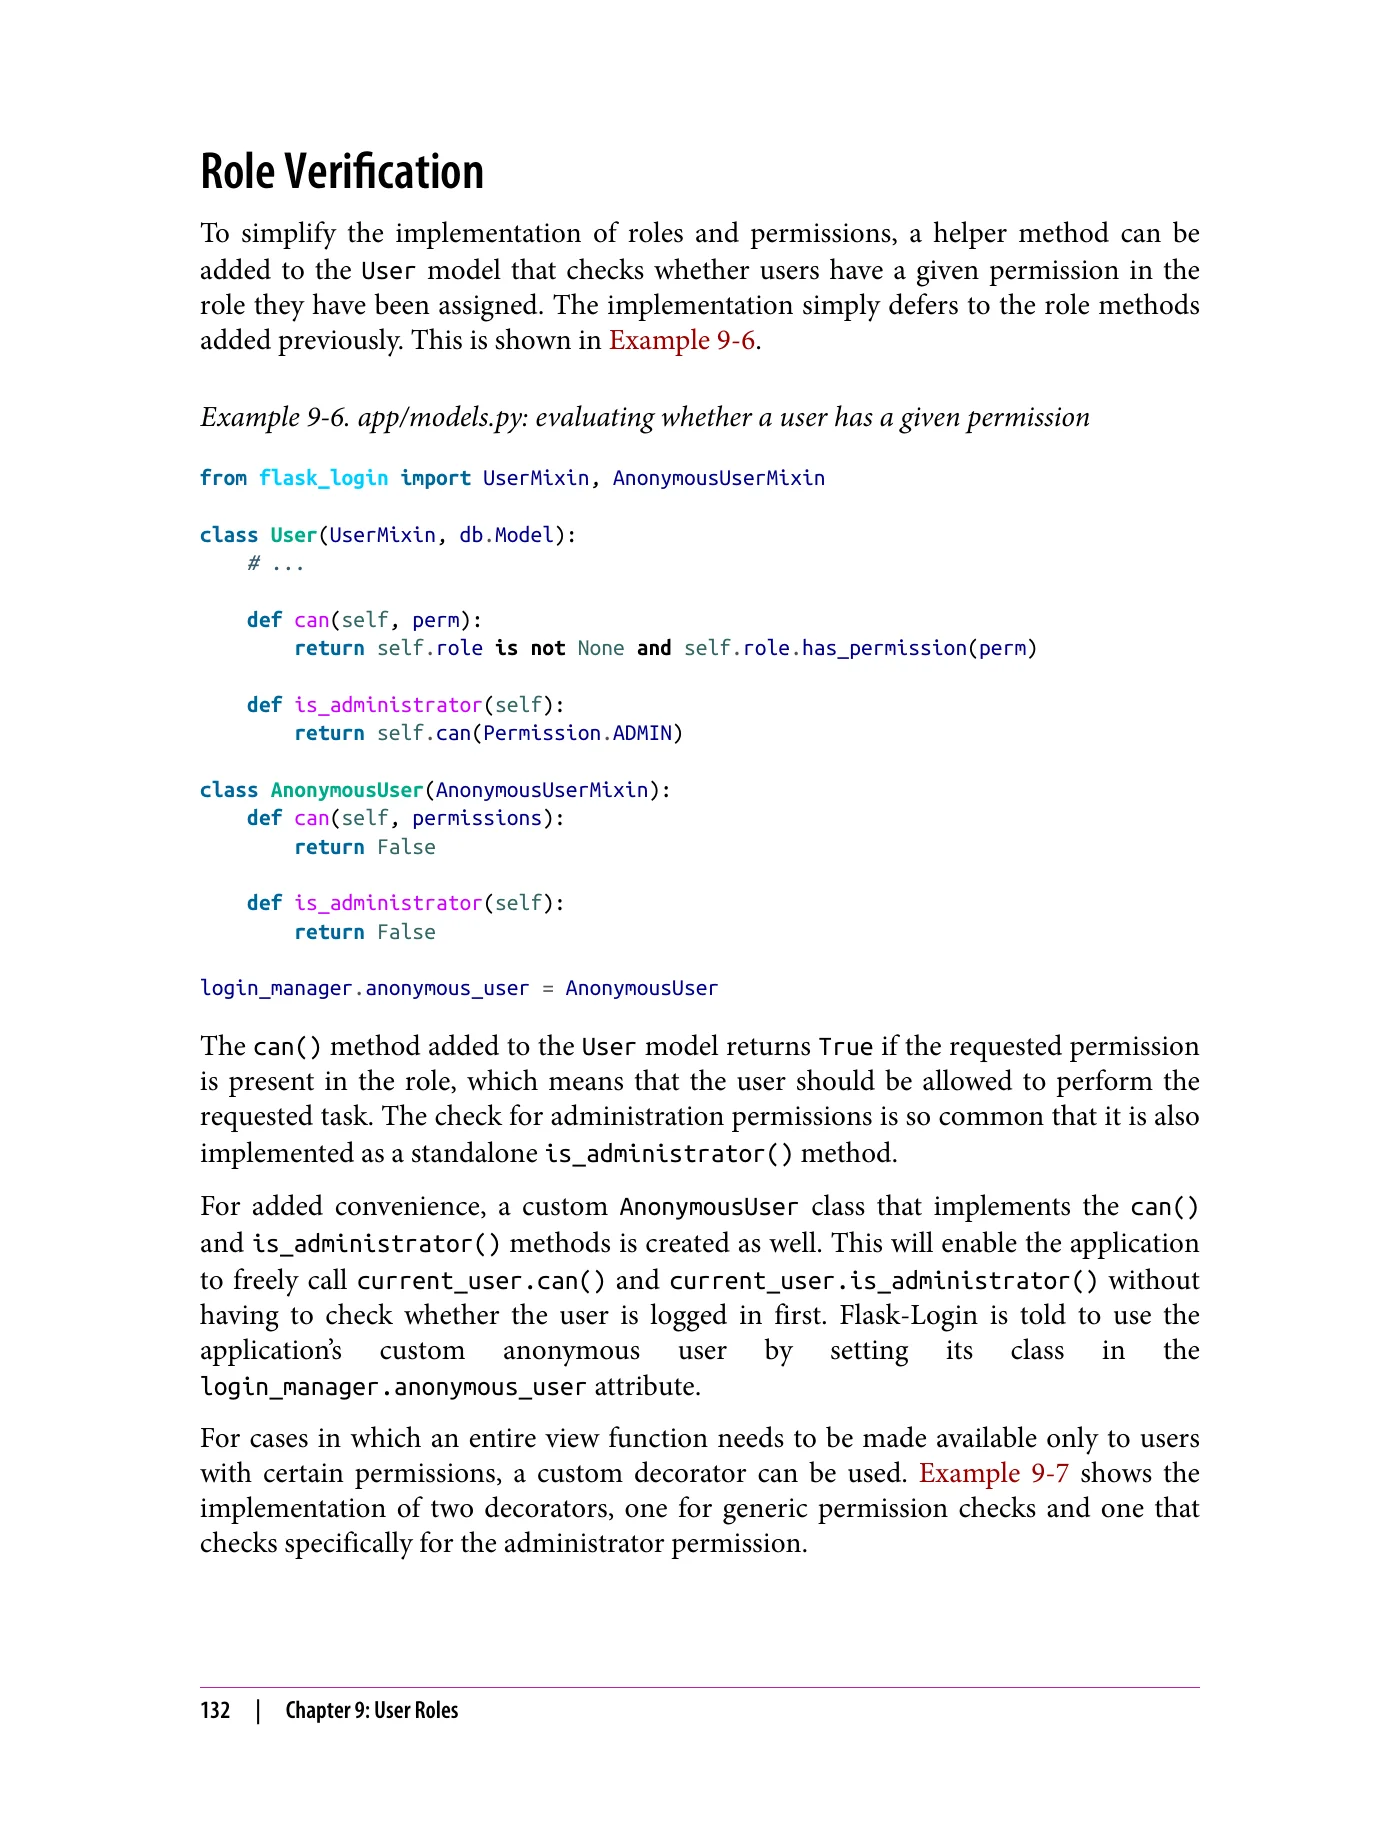 Role Verification
To simplify the implementation of roles and permissions, a helper method can be
added to the User model that checks whether users have a given permission in the
role they have been assigned. The implementation simply defers to the role methods
added previously. This is shown in Example 9-6.
Example 9-6. app/models.py: evaluating whether a user has a given permission
from flask_login import UserMixin, AnonymousUserMixin
class User(UserMixin, db.Model):
    # ...
    def can(self, perm):
        return self.role is not None and self.role.has_permission(perm)
    def is_administrator(self):
        return self.can(Permission.ADMIN)
class AnonymousUser(AnonymousUserMixin):
    def can(self, permissions):
        return False
    def is_administrator(self):
        return False
login_manager.anonymous_user = AnonymousUser
The can() method added to the User model returns True if the requested permission
is present in the role, which means that the user should be allowed to perform the
requested task. The check for administration permissions is so common that it is also
implemented as a standalone is_administrator() method.
For added convenience, a custom AnonymousUser class that implements the can()
and is_administrator() methods is created as well. This will enable the application
to freely call current_user.can() and current_user.is_administrator() without
having to check whether the user is logged in first. Flask-Login is told to use the
application’s custom anonymous user by setting its class in the
login_manager.anonymous_user attribute.
For cases in which an entire view function needs to be made available only to users
with certain permissions, a custom decorator can be used. Example 9-7 shows the
implementation of two decorators, one for generic permission checks and one that
checks specifically for the administrator permission.
132 | Chapter 9: User Roles